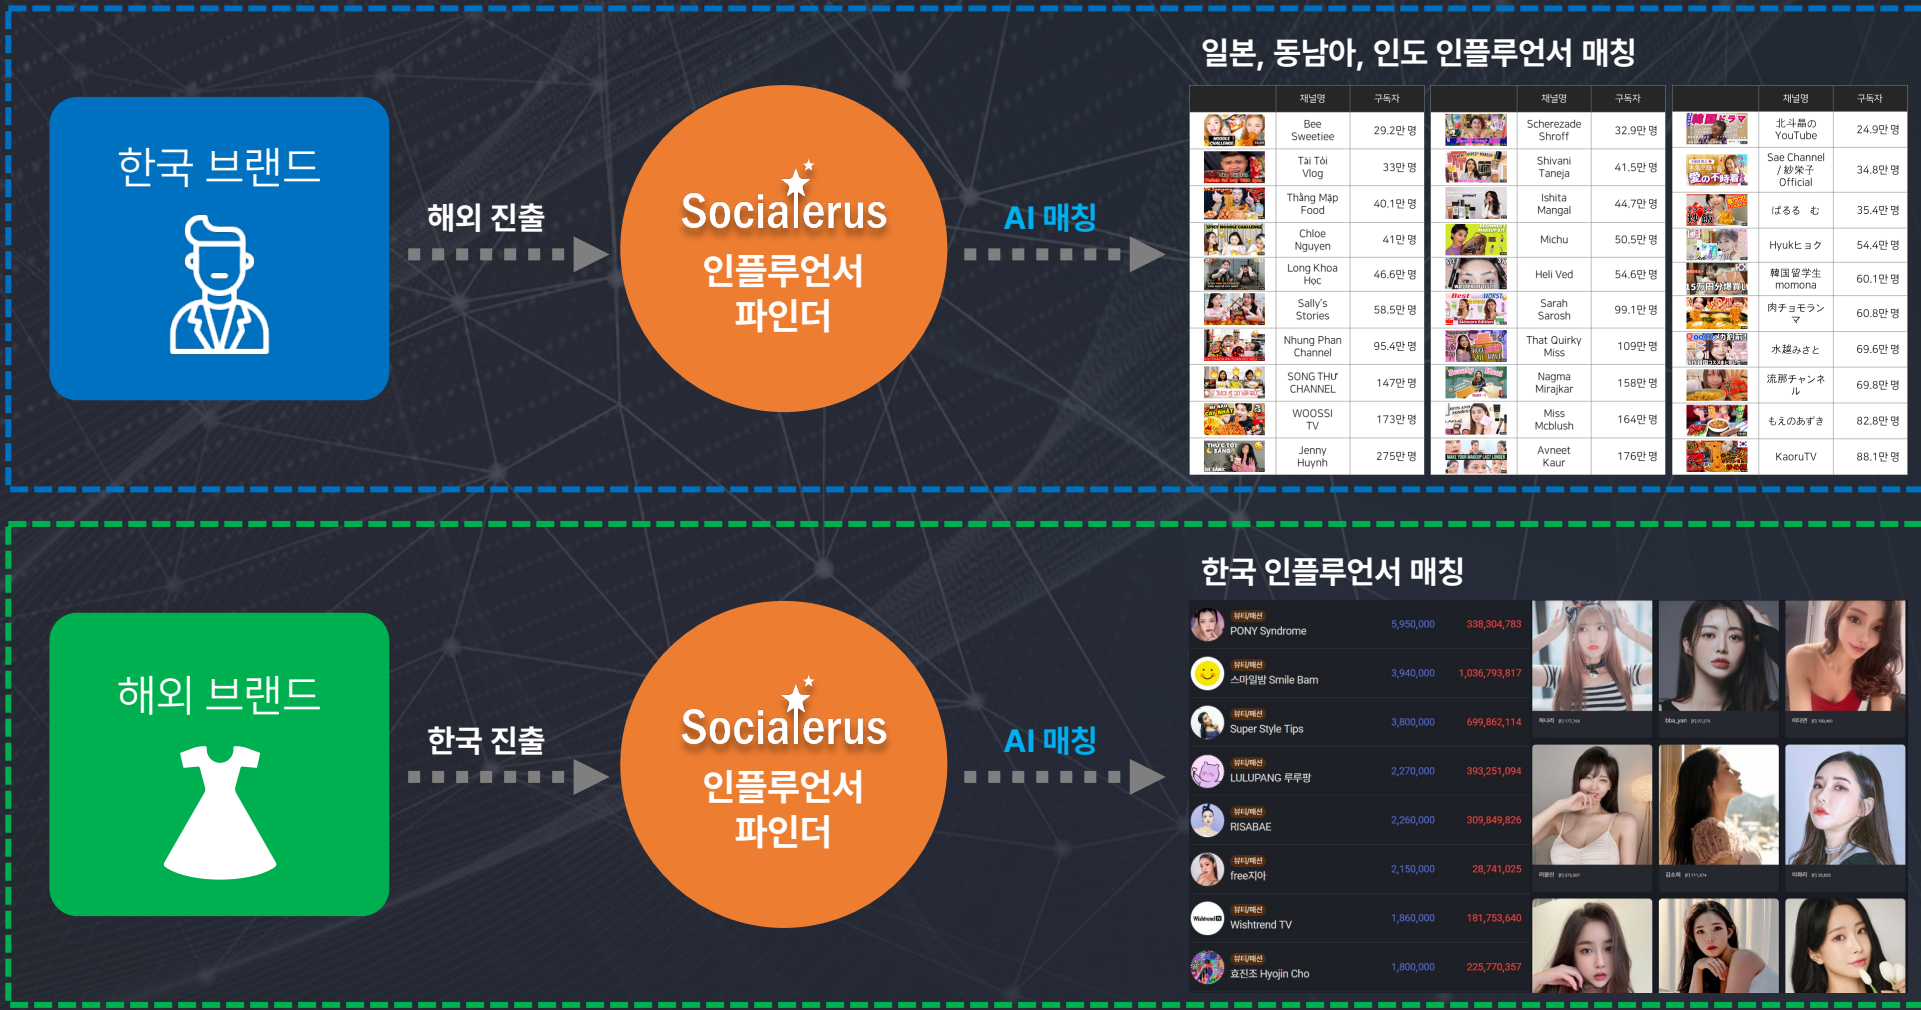 한국 브랜드
해외 진출
Socialerus
인플루언서
파인더
AI 매칭
일본, 동남아, 인도 인플루언서 매칭
채널명 구독자
Bee
Sweetiee
29.2만 명
Tài Tôi
Vlog
33만 명
Thằng Mập
Food
40.1만 명
Chloe
Nguyen
41만 명
Long Khoa
Học
46.6만 명
Sally's
Stories
58.5만 명
Nhung Phan
Channel
95.4만 명
SONG THƯ
CHANNEL
147만 명
WOOSSI
TV
173만 명
Jenny
Huynh
275만 명
채널명 구독자
Scherezade
Shroff
32.9만 명
Shivani
Taneja
41.5만 명
Ishita
Mangal
44.7만 명
Michu 50.5만 명
Heli Ved 54.6만 명
Sarah
Sarosh
99.1만 명
That Quirky
Miss
109만 명
Nagma
Mirajkar
158만 명
Miss
Mcblush
164만 명
Avneet
Kaur
176만 명
채널명 구독자
北斗晶の
YouTube
24.9만 명
Sae Channel
/ 紗栄子
Official
34.8만 명
ぱるる む 35.4만 명
Hyukヒョク 54.4만 명
韓国留学生
momona
60.1만 명
肉チョモラン
マ
60.8만 명
水越みさと 69.6만 명
流那チャンネ
ル
69.8만 명
もえのあずき 82.8만 명
KaoruTV 88.1만 명
해외 브랜드
한국 진출
Socialerus
인플루언서
파인더
AI 매칭
한국 인플루언서 매칭
뷰티/패션
PONY Syndrome 5,950,000 338,304,783
뷰티/패션
스마일밤 Smile Bam 3,940,000 1,036,793,817
뷰티/패션
Super Style Tips 3,800,000 699,862,114
뷰티/패션
LULUPANG 루루팡 2,270,000 393,251,094
뷰티/패션
RISABAE 2,260,000 309,849,826
뷰티/패션
free지아 2,150,000 28,741,025
뷰티/패션
Wishtrend TV 1,860,000 181,753,640
뷰티/패션
효진조 Hyojin Cho 1,800,000 225,770,357
하나리
bba_yan
이다연
김소희